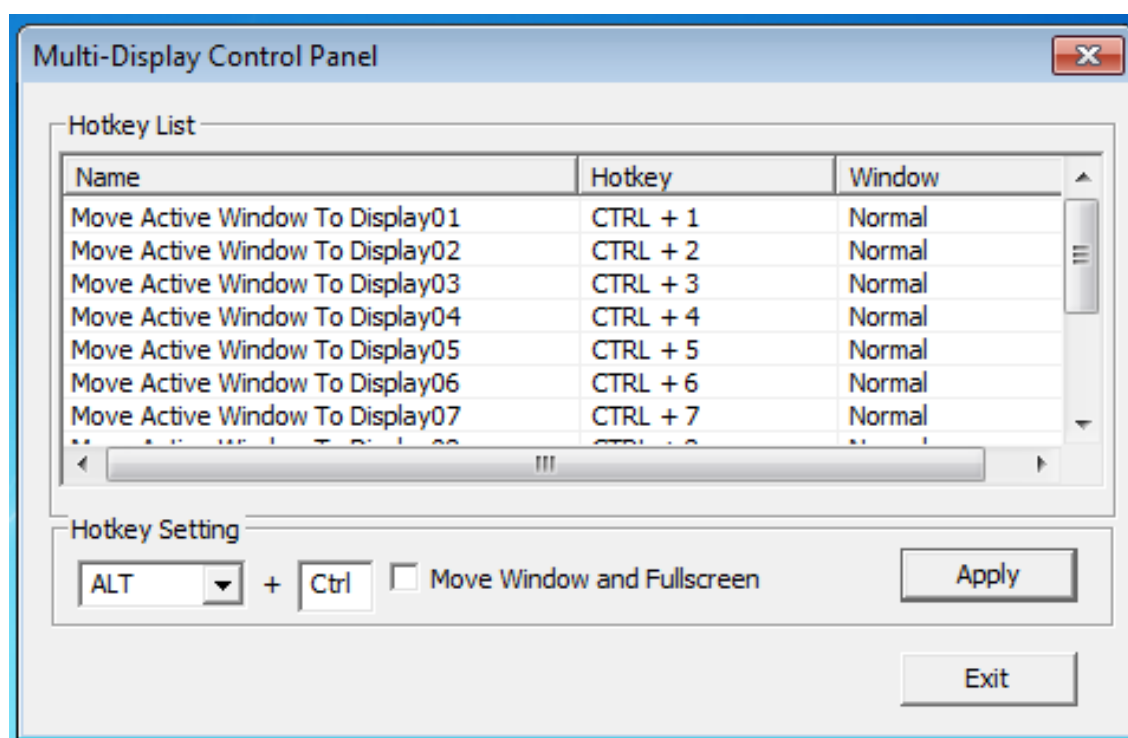 Multi-Display Control Panel
Hotkey List
Name Hotkey Window
Move Active Window To Display01 CTRL + 1 Normal
Move Active Window To Display02 CTRL + 2 Normal
Move Active Window To Display03 CTRL + 3 Normal
Move Active Window To Display04 CTRL + 4 Normal
Move Active Window To Display05 CTRL + 5 Normal
Move Active Window To Display06 CTRL + 6 Normal
Move Active Window To Display07 CTRL + 7 Normal
Hotkey Setting
ALT + Ctrl Move Window and Fullscreen Apply
Exit